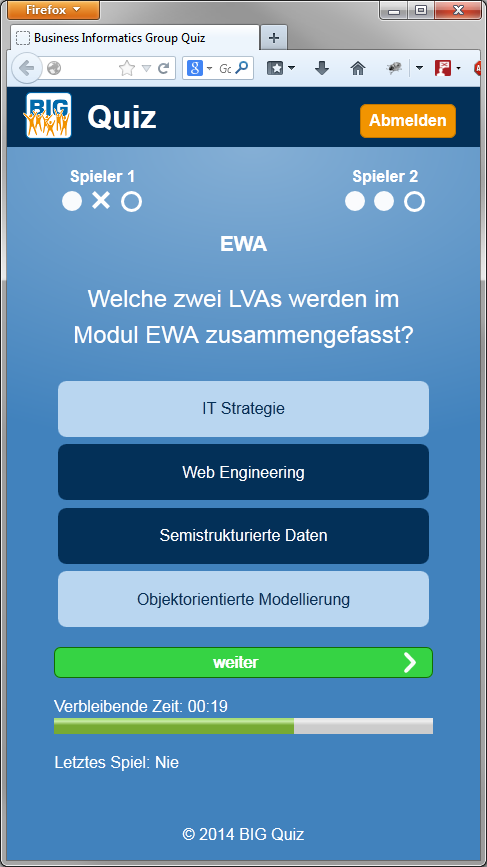 Firefox
Business Informatics Group Quiz
BIG
Quiz
Abmelden
Spieler 1
Spieler 2
EWA
Welche zwei LVAs werden im
Modul EWA zusammengefasst?
IT Strategie
Web Engineering
Semistrukturierte Daten
Objektorientierte Modellierung
weiter
Verbleibende Zeit: 00:19
Letztes Spiel: Nie
© 2014 BIG Quiz